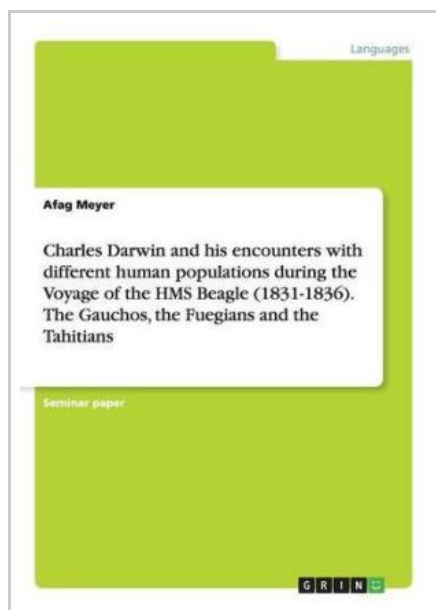 Languages
Afag Meyer
Charles Darwin and his encounters with
different human populations during the
Voyage of the HMS Beagle (1831-1836).
The Gauchos, the Fuegians and the
Tahitians
Seminar paper
GRIN